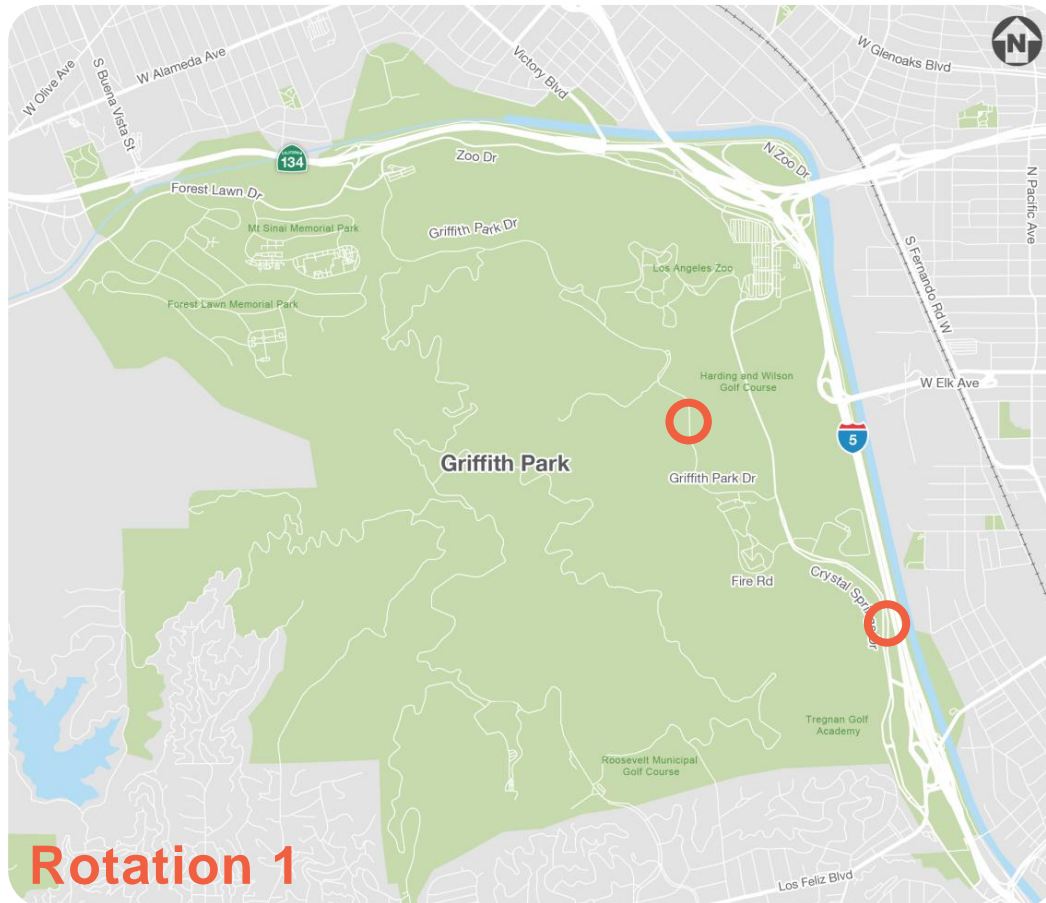 W Olive Ave
S Buena Vista St
W Alameda Ave
Victory Blvd
W Glenoaks Blvd
N
CALIFORNIA
134
Zoo Dr
N Zoo Dr
N Pacific Ave
Forest Lawn Dr
Mt Sinai Memorial Park
Griffith Park Dr
S Fernando Rd W
Los Angeles Zoo
Forest Lawn Memorial Park
Harding and Wilson
Golf Course
W Elk Ave
5
Griffith Park
Griffith Park Dr
Fire Rd
Crystal Springs Dr
Tregnan Golf
Academy
Roosevelt Municipal
Golf Course
Rotation 1
Los Feliz Blvd